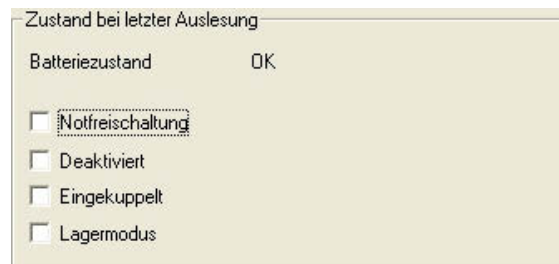 Zustand bei letzter Auslesung
Batteriezustand OK
Notfreischaltung
Deaktiviert
Eingekuppelt
Lagermodus